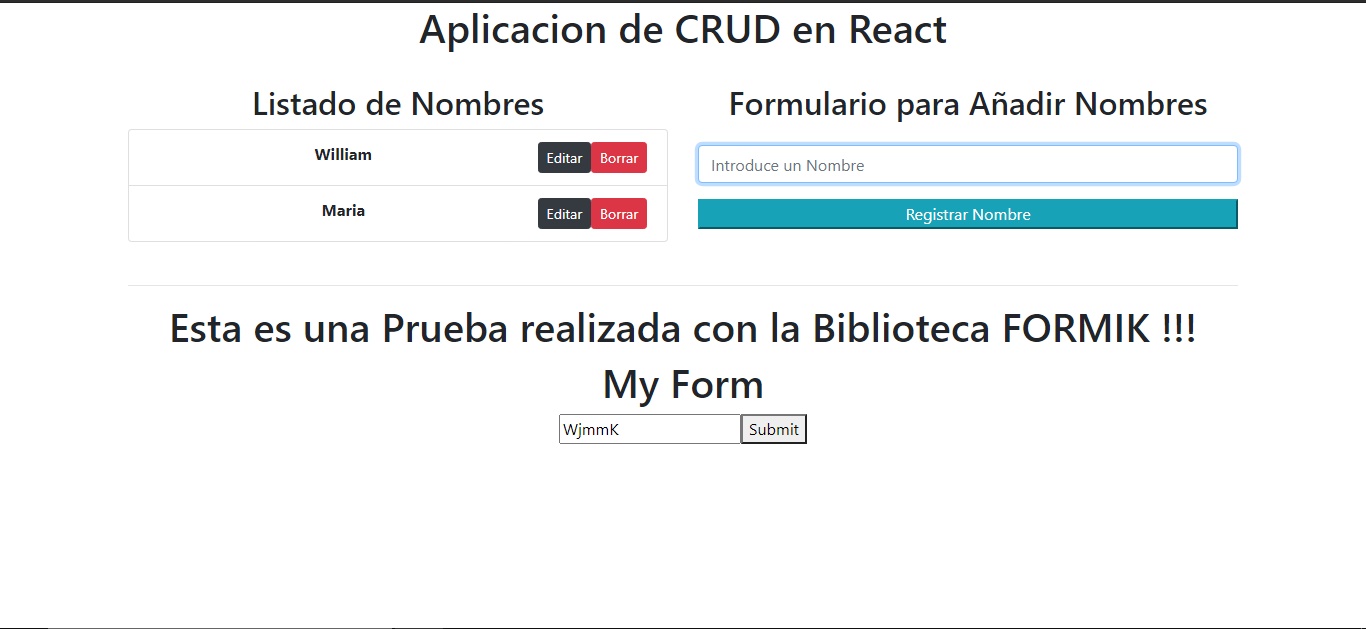 Aplicacion de CRUD en React
Listado de Nombres
William Editar Borrar
Maria Editar Borrar
Formulario para Añadir Nombres
Introduce un Nombre
Registrar Nombre
Esta es una Prueba realizada con la Biblioteca FORMIK !!!
My Form
WjmmK Submit